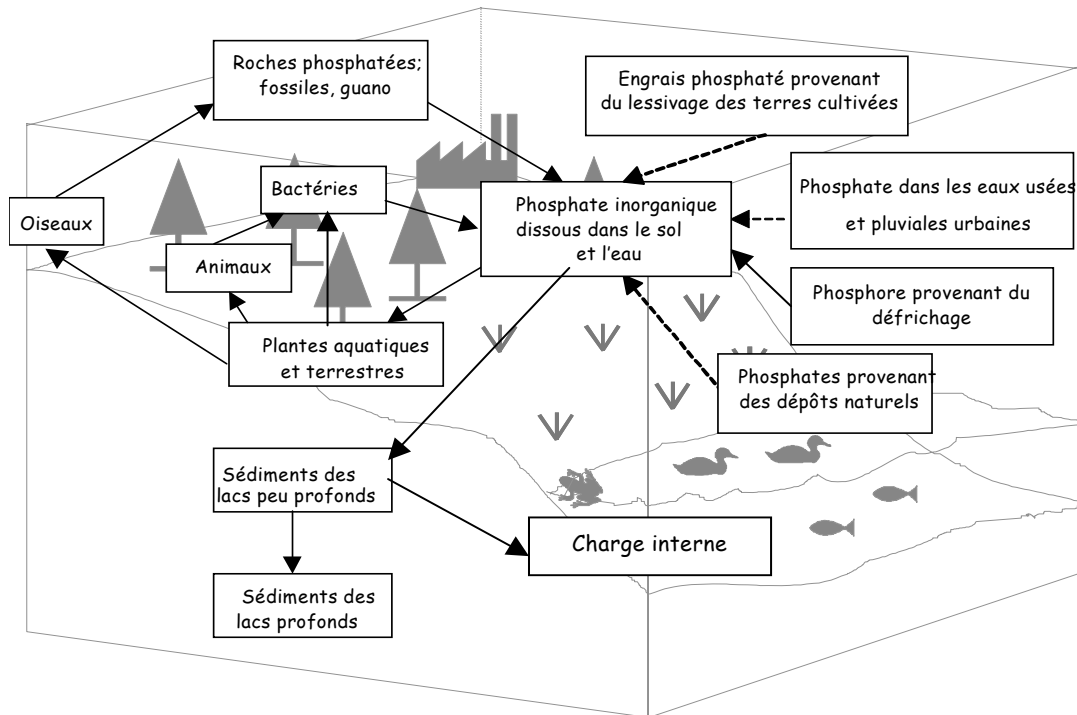 Roches phosphatées;
fossiles, guano
Engrais phosphaté provenant
du lessivage des terres cultivées
Bactéries
Phosphate dans les eaux usées
et pluviales urbaines
Oiseaux
Phosphate inorganique
dissous dans le sol
et l'eau
Animaux
Phosphore provenant du
défrichage
Plantes aquatiques
et terrestres
Phosphates provenant
des dépôts naturels
Sédiments des
lacs peu profonds
Charge interne
Sédiments des
lacs profonds